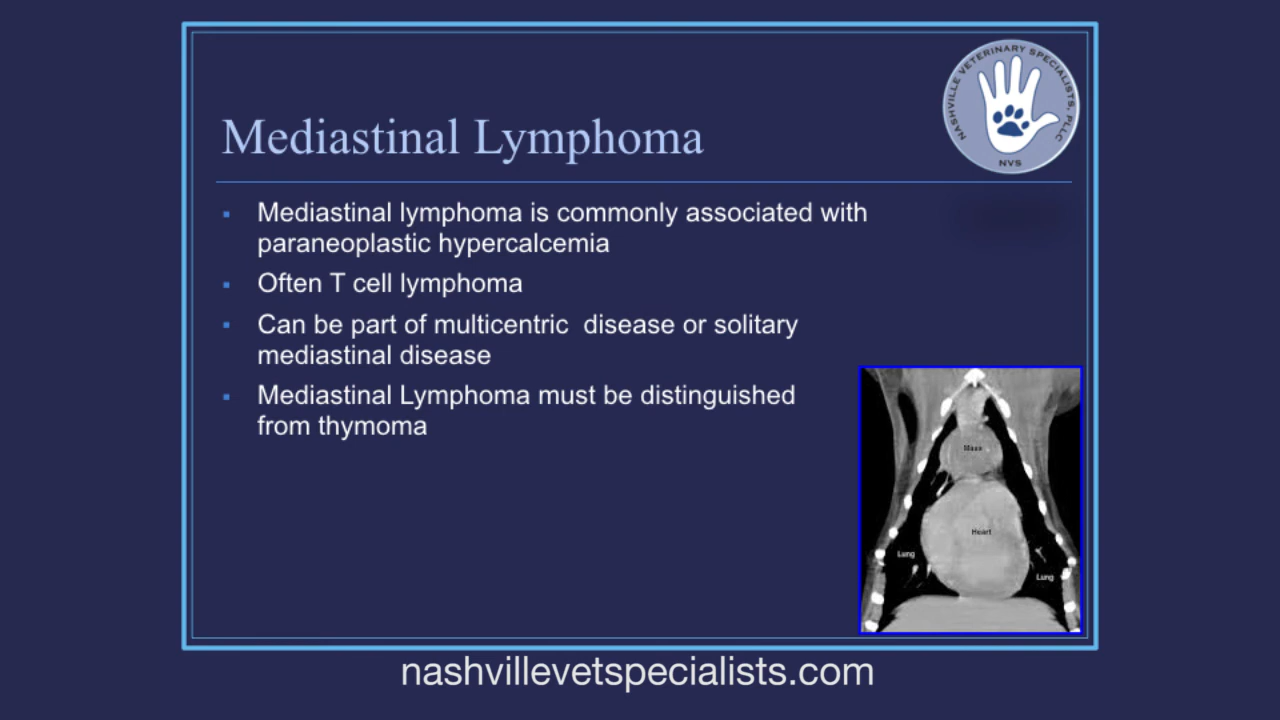 NASHVILLE VETERINARY SPECIALISTS, PLLC
NVS
Mediastinal Lymphoma
▪ Mediastinal lymphoma is commonly associated with
paraneoplastic hypercalcemia
▪ Often T cell lymphoma
▪ Can be part of multicentric  disease or solitary
mediastinal disease
▪ Mediastinal Lymphoma must be distinguished
from thymoma
Mass
Heart
Lung
Lung
nashvillevetspecialists.com